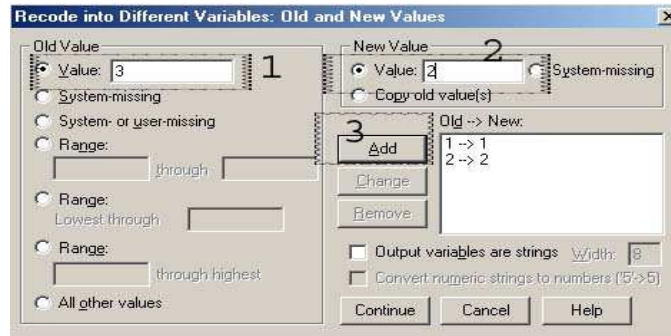 Recode into Different Variables: Old and New Values
Old Value
Value: 3
1
System-missing
System- or user-missing
Range:
through
Range:
Lowest through
Range:
through highest
All other values
New Value
2
Value: 2
System-missing
Copy old value(s)
3
Old --> New:
Add
1 --> 1
2 --> 2
Change
Remove
Output variables are strings Width: 8
Convert numeric strings to numbers ('5'->5)
Continue Cancel Help